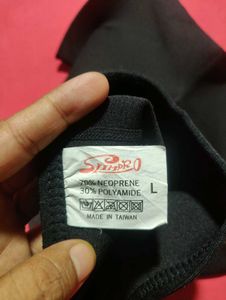 70% NEOPRENE
30% POLYAMIDE
L
MADE IN TAIWAN